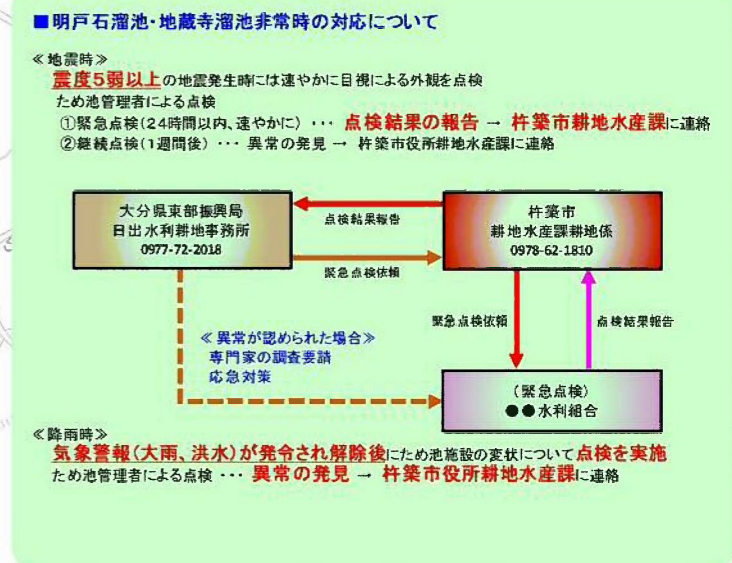 ■明戸石溜池・地蔵寺溜池非常時の対応について
≪地震時≫
震度5弱以上の地震発生時には速やかに目視による外観を点検
ため池管理者による点検
①緊急点検(24時間以内、速やかに) ･･･ 点検結果の報告 → 杵築市耕地水産課に連絡
②継続点検(1週間後) ･･･ 異常の発見 → 杵築市役所耕地水産課に連絡
大分県東部振興局
日出水利耕地事務所
0977-72-2018
点検結果報告
緊急点検依頼
杵築市
耕地水産課耕地係
0978-62-1810
≪異常が認められた場合≫
専門家の調査要請
応急対策
緊急点検依頼
点検結果報告
(緊急点検)
●●水利組合
≪降雨時≫
気象警報(大雨、洪水)が発令され解除後にため池施設の変状について点検を実施
ため池管理者による点検 ･･･ 異常の発見 → 杵築市役所耕地水産課に連絡